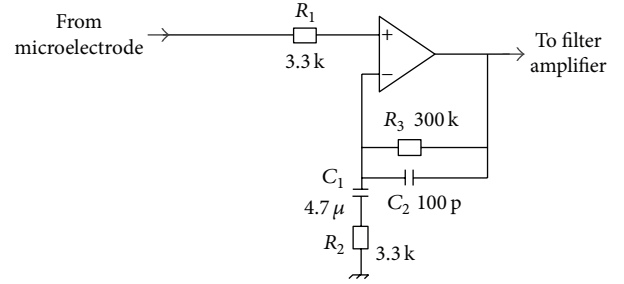 From
microelectrode
R₁
3.3 k
+
−
To filter
amplifier
R₃ 300 k
C₁
4.7 μ
C₂ 100 p
R₂
3.3 k